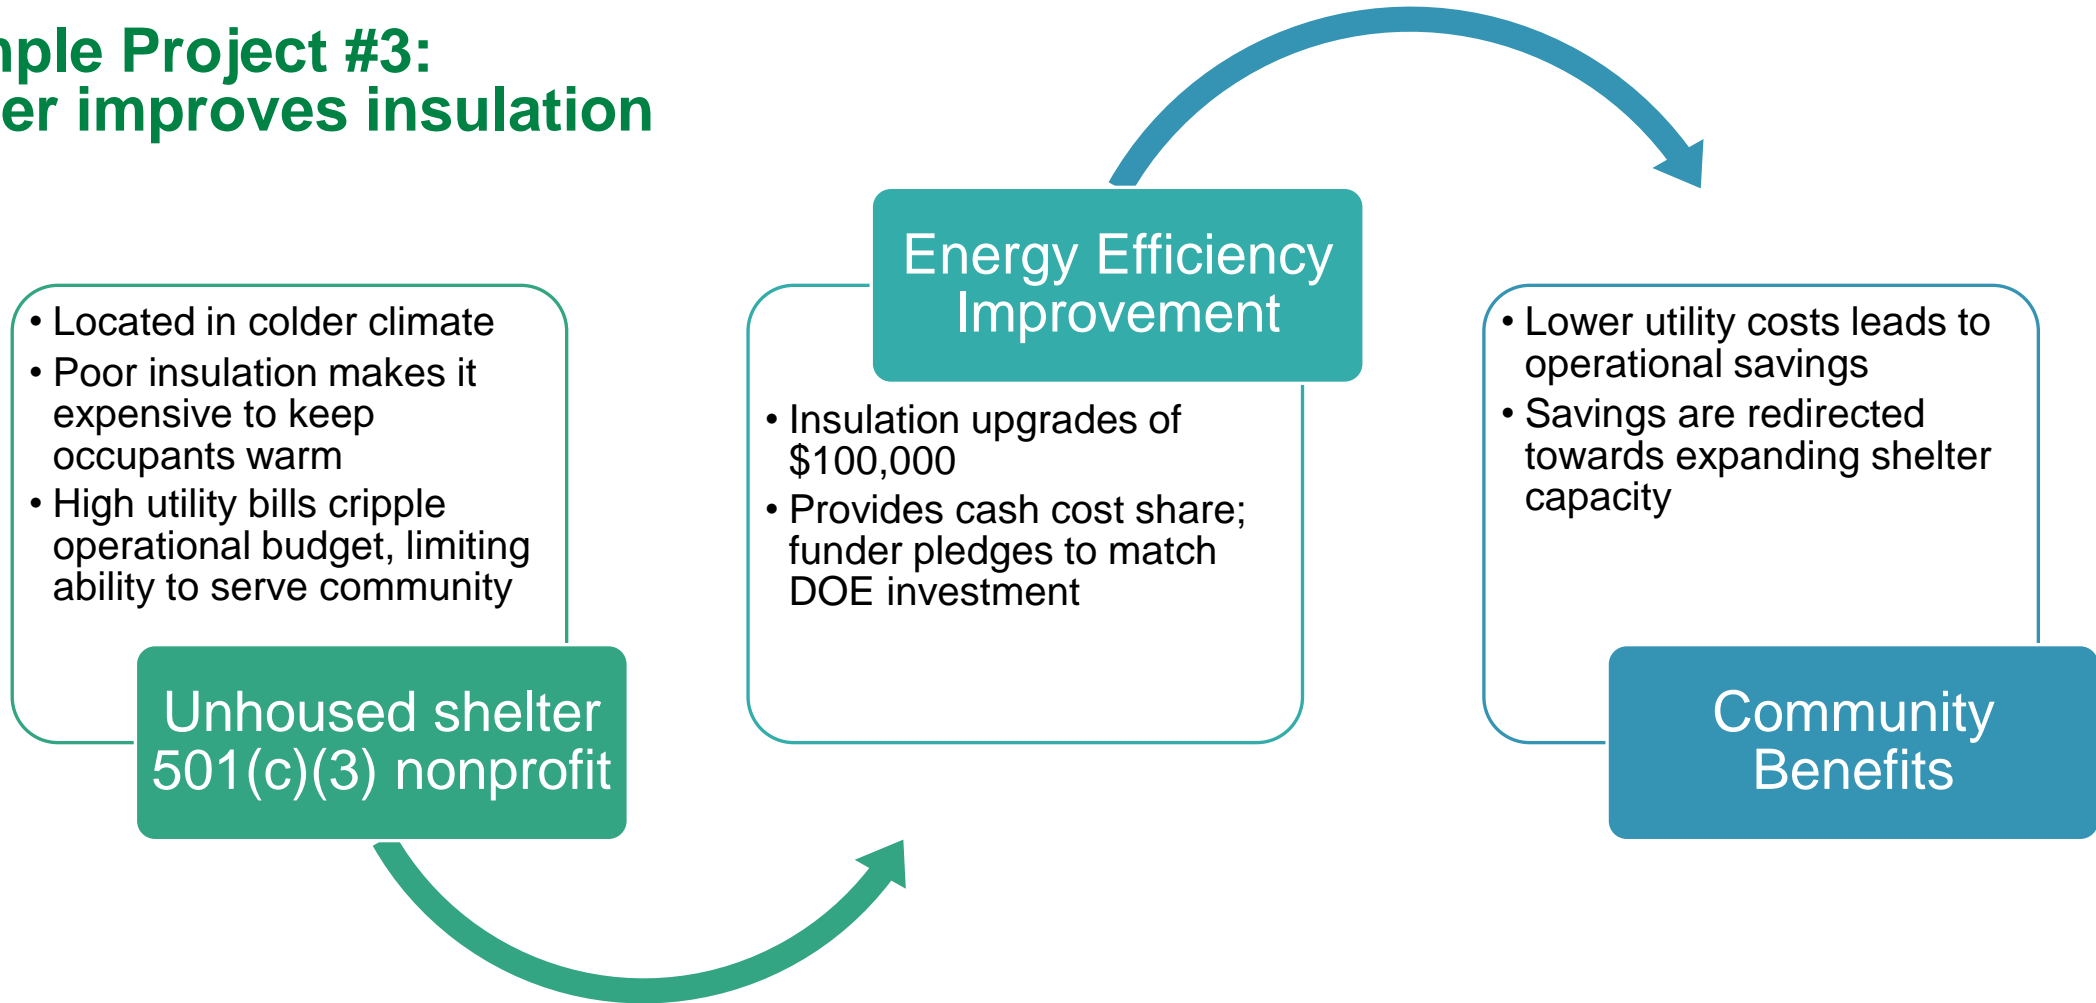 mple Project #3:
er improves insulation
• Located in colder climate
• Poor insulation makes it
expensive to keep
occupants warm
• High utility bills cripple
operational budget, limiting
ability to serve community
Unhoused shelter
501(c)(3) nonprofit
Energy Efficiency
Improvement
• Insulation upgrades of
$100,000
• Provides cash cost share;
funder pledges to match
DOE investment
• Lower utility costs leads to
operational savings
• Savings are redirected
towards expanding shelter
capacity
Community
Benefits